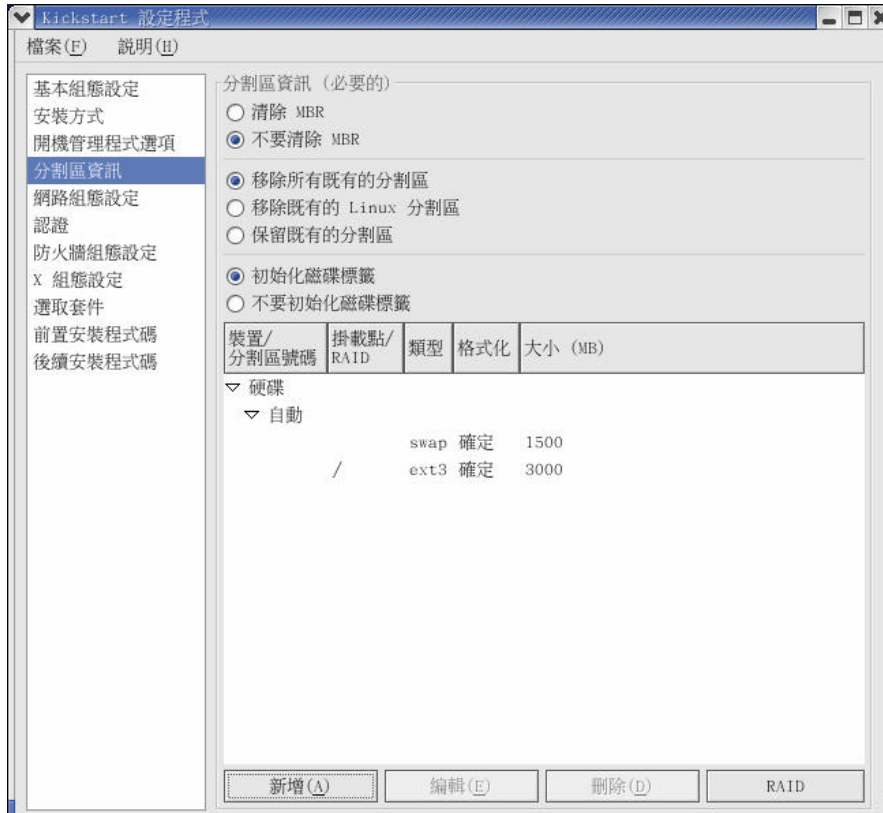 Kickstart 設定程式
檔案(F) 説明(H)
基本組態設定
安裝方式
開機管理程式選項
分割區資訊
網路組態設定
認證
防火牆組態設定
X 組態設定
選取套件
前置安裝程式碼
後續安裝程式碼
分割區資訊 (必要的)
清除 MBR
不要清除 MBR
移除所有既有的分割區
移除既有的 Linux 分割區
保留既有的分割區
初始化磁碟標籤
不要初始化磁碟標籤
裝置/
分割區號碼
掛載點/
RAID
類型
格式化
大小 (MB)
硬碟
自動
swap 確定 1500
/ ext3 確定 3000
新增(A) 編輯(E) 刪除(D) RAID